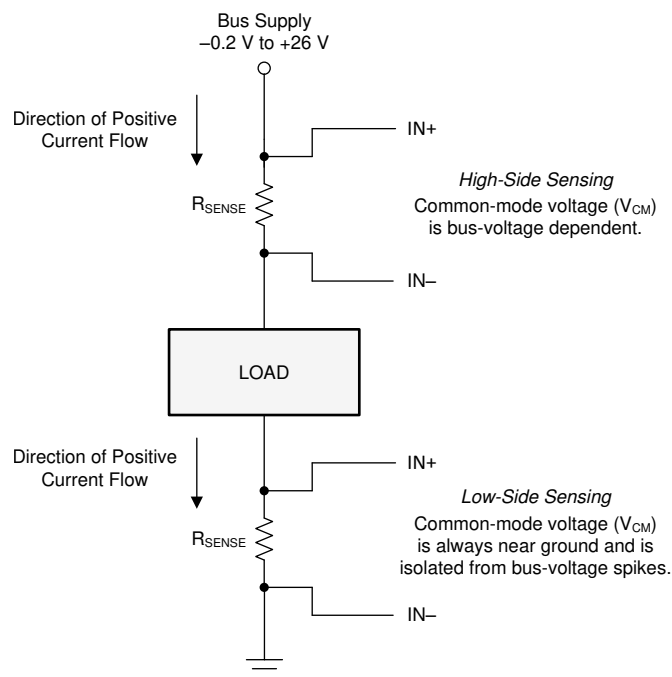 Bus Supply
–0.2 V to +26 V
Direction of Positive
Current Flow
IN+
High-Side Sensing
Common-mode voltage (VCM)
is bus-voltage dependent.
RSENSE
IN–
LOAD
Direction of Positive
Current Flow
IN+
Low-Side Sensing
Common-mode voltage (VCM)
is always near ground and is
isolated from bus-voltage spikes.
RSENSE
IN–